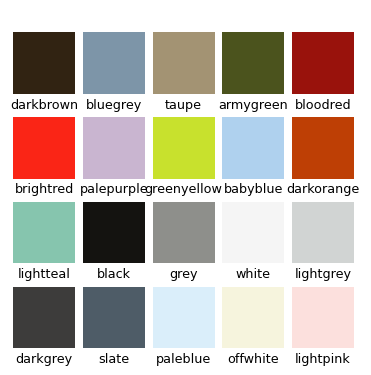 darkbrown bluegrey taupe armygreen bloodred
brightred palepurple greenyellow babyblue darkorange
lightteal black grey white lightgrey
darkgrey slate paleblue offwhite lightpink